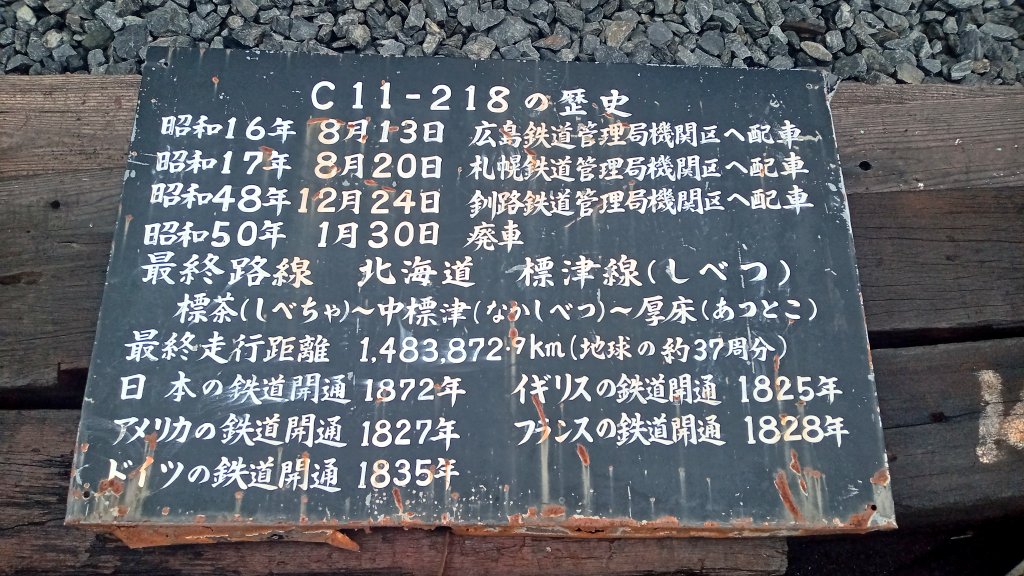 C11-218の歴史
昭和16年 8月13日 広島鉄道管理局機関区へ配車
昭和17年 8月20日 札幌鉄道管理局機関区へ配車
昭和48年12月24日 釧路鉄道管理局機関区へ配車
昭和50年 1月30日 廃車
最終路線 北海道 標津線(しべつ)
標茶(しべちゃ)〜中標津(なかしべつ)〜厚床(あつとこ)
最終走行距離 1,483,872.9km(地球の約37周分)
日本の鉄道開通 1872年 イギリスの鉄道開通 1825年
アメリカの鉄道開通 1827年 フランスの鉄道開通 1828年
ドイツの鉄道開通 1835年